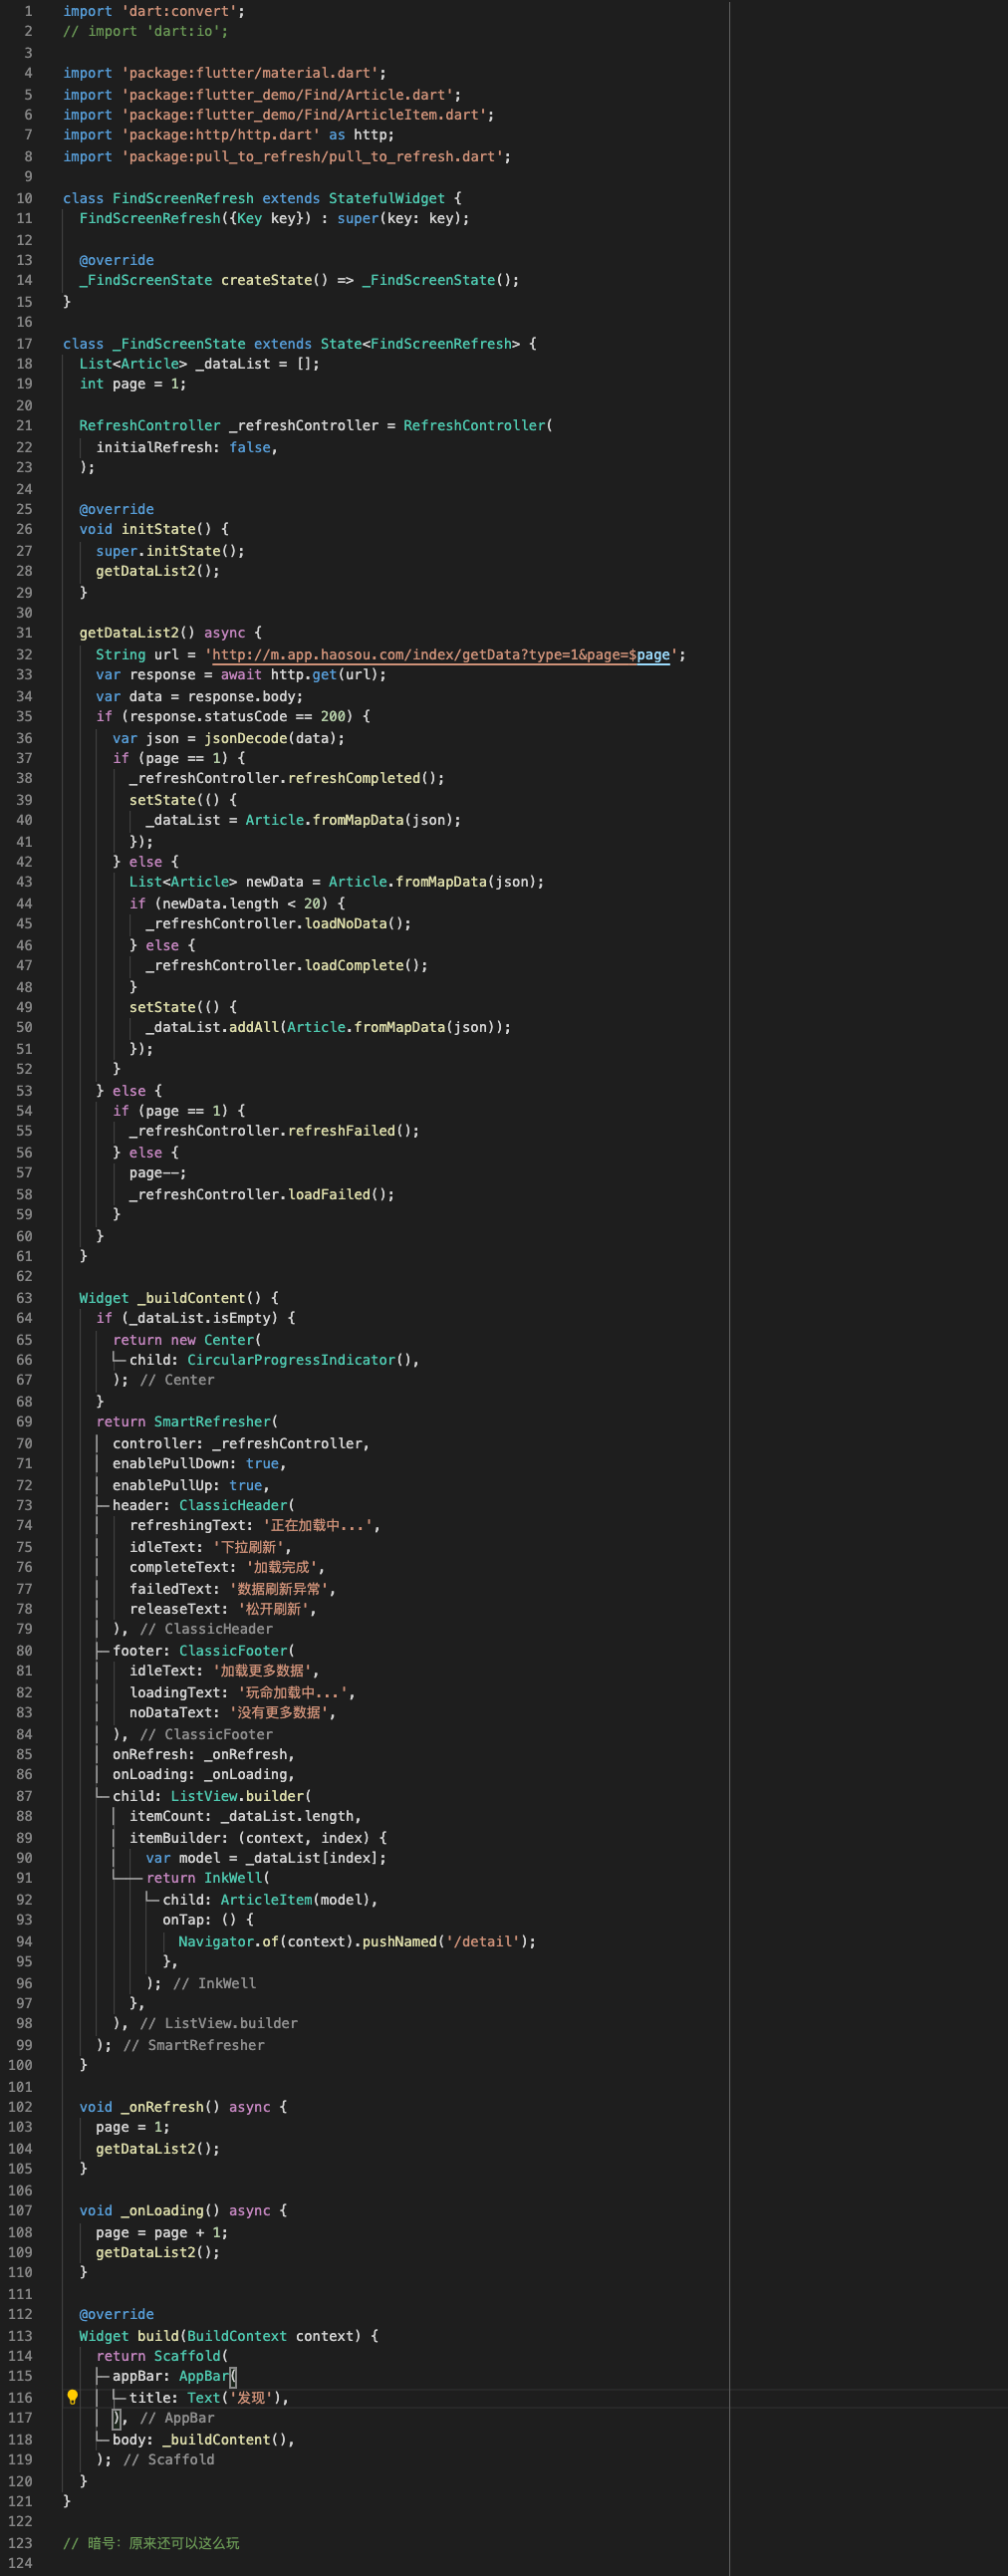 1 import 'dart:convert';
2 // import 'dart:io';
3
4 import 'package:flutter/material.dart';
5 import 'package:flutter_demo/Find/Article.dart';
6 import 'package:flutter_demo/Find/ArticleItem.dart';
7 import 'package:http/http.dart' as http;
8 import 'package:pull_to_refresh/pull_to_refresh.dart';
9
10 class FindScreenRefresh extends StatefulWidget {
11   FindScreenRefresh({Key key}) : super(key: key);
12
13   @override
14   _FindScreenState createState() => _FindScreenState();
15 }
16
17 class _FindScreenState extends State<FindScreenRefresh> {
18   List<Article> _dataList = [];
19   int page = 1;
20
21   RefreshController _refreshController = RefreshController(
22     initialRefresh: false,
23   );
24
25   @override
26   void initState() {
27     super.initState();
28     getDataList2();
29   }
30
31   getDataList2() async {
32     String url = 'http://m.app.haosou.com/index/getData?type=1&page=$page';
33     var response = await http.get(url);
34     var data = response.body;
35     if (response.statusCode == 200) {
36       var json = jsonDecode(data);
37       if (page == 1) {
38         _refreshController.refreshCompleted();
39         setState(() {
40           _dataList = Article.fromMapData(json);
41         });
42       } else {
43         List<Article> newData = Article.fromMapData(json);
44         if (newData.length < 20) {
45           _refreshController.loadNoData();
46         } else {
47           _refreshController.loadComplete();
48         }
49         setState(() {
50           _dataList.addAll(Article.fromMapData(json));
51         });
52       }
53     } else {
54       if (page == 1) {
55         _refreshController.refreshFailed();
56       } else {
57         page--;
58         _refreshController.loadFailed();
59       }
60     }
61   }
62
63   Widget _buildContent() {
64     if (_dataList.isEmpty) {
65       return new Center(
66         child: CircularProgressIndicator(),
67       ); // Center
68     }
69     return SmartRefresher(
70       controller: _refreshController,
71       enablePullDown: true,
72       enablePullUp: true,
73       header: ClassicHeader(
74         refreshingText: '正在加载中...',
75         idleText: '下拉刷新',
76         completeText: '加载完成',
77         failedText: '数据刷新异常',
78         releaseText: '松开刷新',
79       ), // ClassicHeader
80       footer: ClassicFooter(
81         idleText: '加载更多数据',
82         loadingText: '玩命加载中...',
83         noDataText: '没有更多数据',
84       ), // ClassicFooter
85       onRefresh: _onRefresh,
86       onLoading: _onLoading,
87       child: ListView.builder(
88         itemCount: _dataList.length,
89         itemBuilder: (context, index) {
90           var model = _dataList[index];
91           return InkWell(
92             child: ArticleItem(model),
93             onTap: () {
94               Navigator.of(context).pushNamed('/detail');
95             },
96           ); // InkWell
97         },
98       ), // ListView.builder
99     ); // SmartRefresher
100   }
101
102   void _onRefresh() async {
103     page = 1;
104     getDataList2();
105   }
106
107   void _onLoading() async {
108     page = page + 1;
109     getDataList2();
110   }
111
112   @override
113   Widget build(BuildContext context) {
114     return Scaffold(
115       appBar: AppBar(
116         title: Text('发现'),
117       ), // AppBar
118       body: _buildContent(),
119     ); // Scaffold
120   }
121 }
122
123 // 暗号：原来还可以这么玩
124